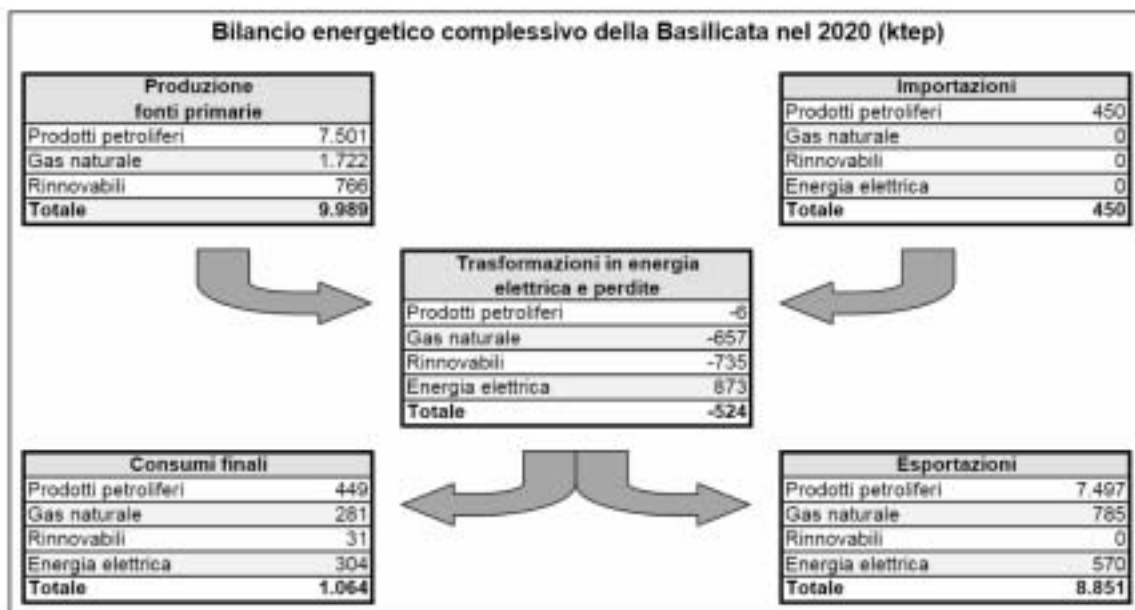 Bilancio energetico complessivo della Basilicata nel 2020 (ktep)
Produzione
fonti primarie
Prodotti petroliferi 7.501
Gas naturale 1.722
Rinnovabili 766
Totale 9.989
Importazioni
Prodotti petroliferi 450
Gas naturale 0
Rinnovabili 0
Energia elettrica 0
Totale 450
Trasformazioni in energia
elettrica e perdite
Prodotti petroliferi -6
Gas naturale -657
Rinnovabili -735
Energia elettrica 873
Totale -524
Consumi finali
Prodotti petroliferi 449
Gas naturale 281
Rinnovabili 31
Energia elettrica 304
Totale 1.064
Esportazioni
Prodotti petroliferi 7.497
Gas naturale 785
Rinnovabili 0
Energia elettrica 570
Totale 8.851